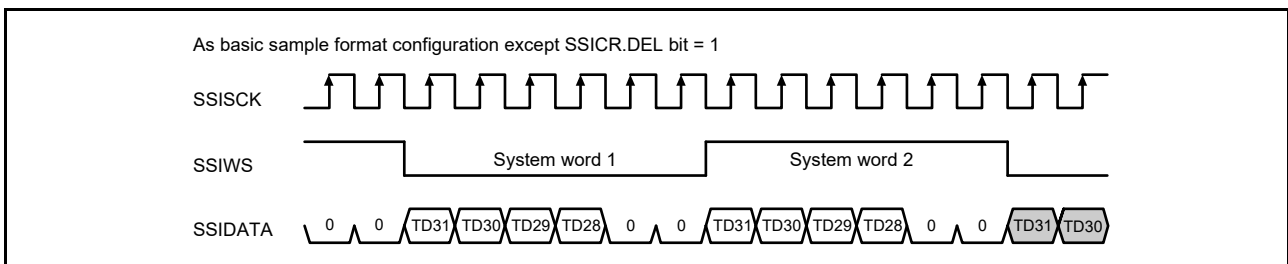 As basic sample format configuration except SSICR.DEL bit = 1
SSISCK
SSIWS System word 1 System word 2
SSIDATA 0 0 TD31 TD30 TD29 TD28 0 0 TD31 TD30 TD29 TD28 0 0 TD31 TD30